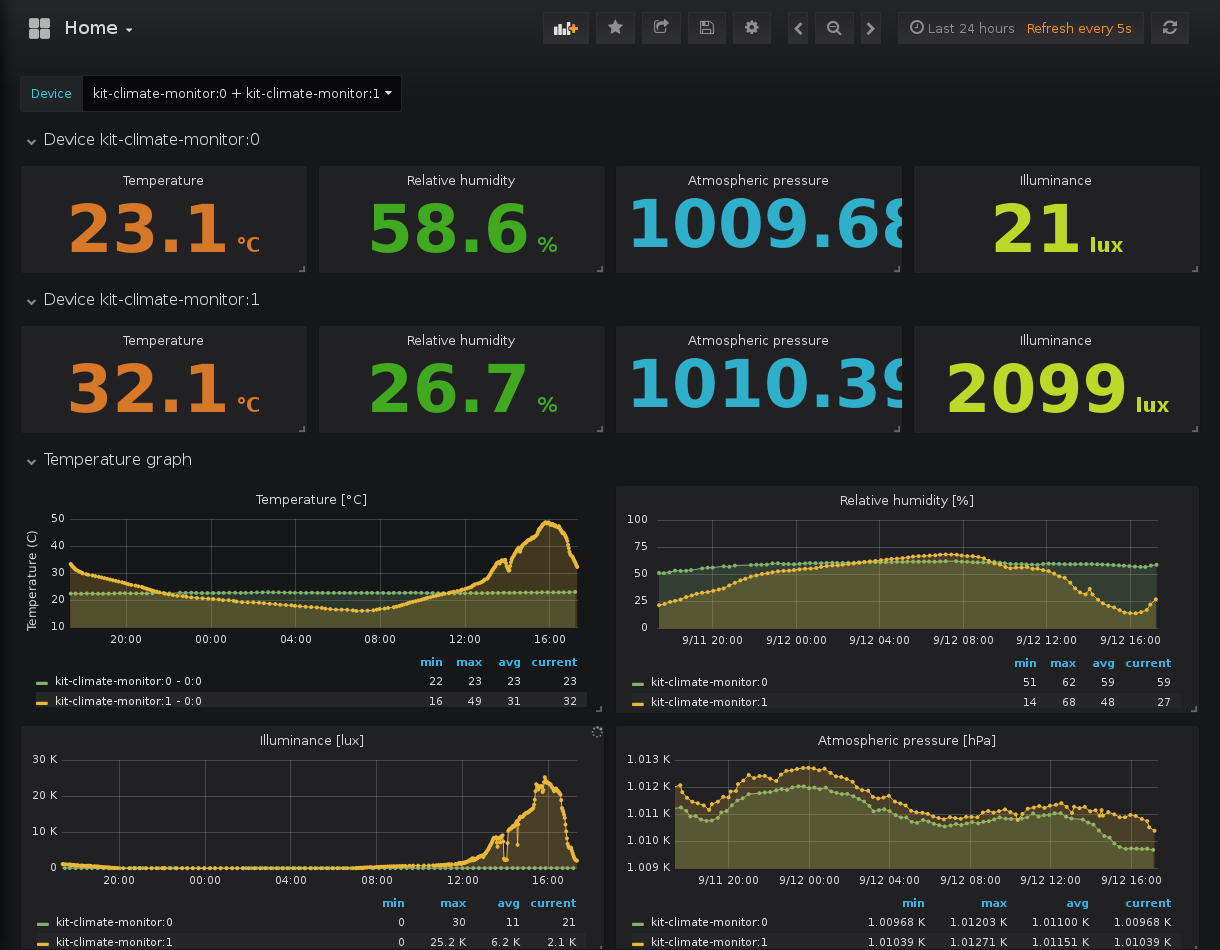 Home
Last 24 hours Refresh every 5s
Device kit-climate-monitor:0 + kit-climate-monitor:1
Device kit-climate-monitor:0
Temperature
23.1 °C
Relative humidity
58.6 %
Atmospheric pressure
1009.68
Illuminance
21 lux
Device kit-climate-monitor:1
Temperature
32.1 °C
Relative humidity
26.7 %
Atmospheric pressure
1010.39
Illuminance
2099 lux
Temperature graph
Temperature [°C]
Temperature (C)
50
40
30
20
10
20:00 00:00 04:00 08:00 12:00 16:00
min max avg current
kit-climate-monitor:0 - 0:0 22 23 23 23
kit-climate-monitor:1 - 0:0 16 49 31 32
Relative humidity [%]
100
75
50
25
0
9/11 20:00 9/12 00:00 9/12 04:00 9/12 08:00 9/12 12:00 9/12 16:00
min max avg current
kit-climate-monitor:0 51 62 59 59
kit-climate-monitor:1 14 68 48 27
Illuminance [lux]
30 K
20 K
10 K
0
20:00 00:00 04:00 08:00 12:00 16:00
min max avg current
kit-climate-monitor:0 0 30 11 21
kit-climate-monitor:1 0 25.2 K 6.2 K 2.1 K
Atmospheric pressure [hPa]
1.013 K
1.012 K
1.011 K
1.010 K
1.009 K
9/11 20:00 9/12 00:00 9/12 04:00 9/12 08:00 9/12 12:00 9/12 16:00
min max avg current
kit-climate-monitor:0 1.00968 K 1.01203 K 1.01100 K 1.00968 K
kit-climate-monitor:1 1.01039 K 1.01271 K 1.01151 K 1.01039 K